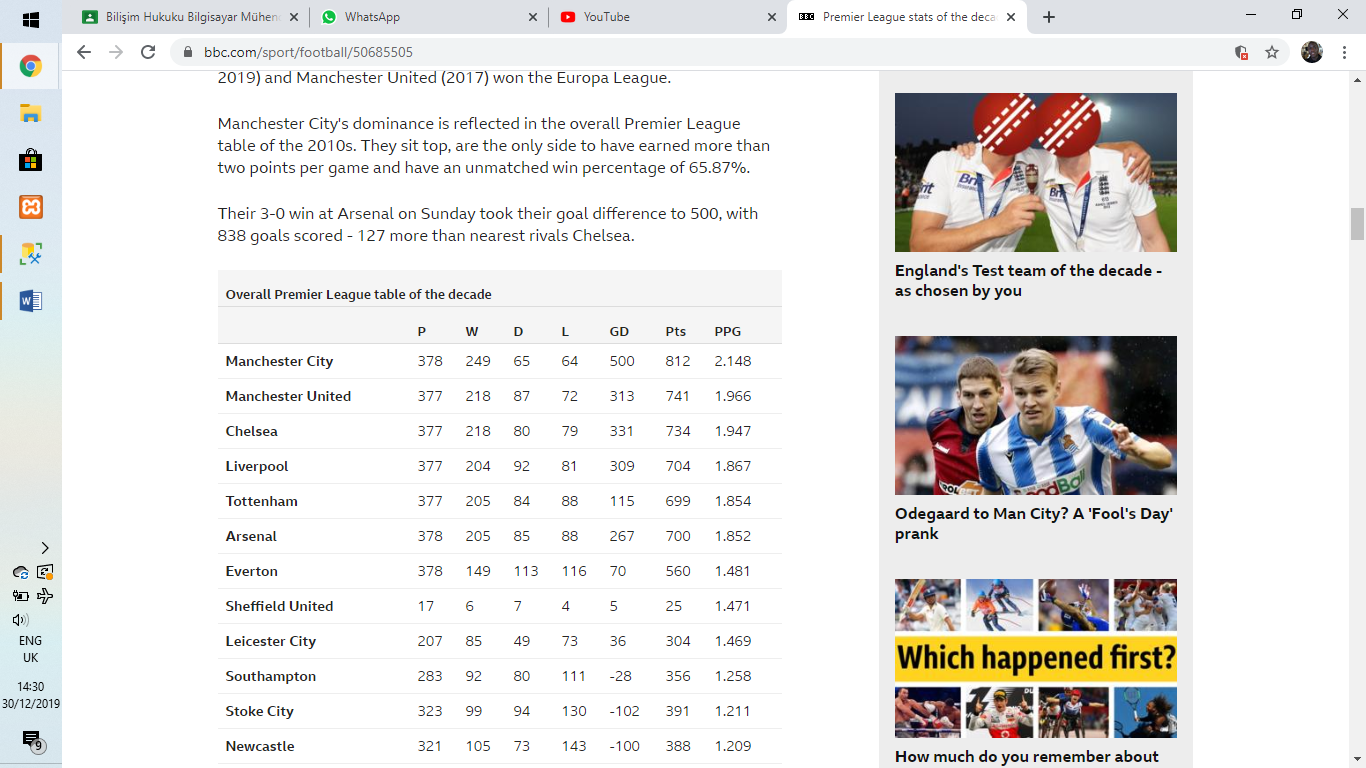 Bilişim Hukuku Bilgisayar Mühen
WhatsApp
YouTube
BBC Premier League stats of the deca
bbc.com/sport/football/50685505
2019) and Manchester United (2017) won the Europa League.
Manchester City's dominance is reflected in the overall Premier League
table of the 2010s. They sit top, are the only side to have earned more than
two points per game and have an unmatched win percentage of 65.87%.
Their 3-0 win at Arsenal on Sunday took their goal difference to 500, with
838 goals scored - 127 more than nearest rivals Chelsea.
Overall Premier League table of the decade
P W D L GD Pts PPG
Manchester City 378 249 65 64 500 812 2.148
Manchester United 377 218 87 72 313 741 1.966
Chelsea 377 218 80 79 331 734 1.947
Liverpool 377 204 92 81 309 704 1.867
Tottenham 377 205 84 88 115 699 1.854
Arsenal 378 205 85 88 267 700 1.852
Everton 378 149 113 116 70 560 1.481
Sheffield United 17 6 7 4 5 25 1.471
Leicester City 207 85 49 73 36 304 1.469
Southampton 283 92 80 111 -28 356 1.258
Stoke City 323 99 94 130 -102 391 1.211
Newcastle 321 105 73 143 -100 388 1.209
England's Test team of the decade -
as chosen by you
Odegaard to Man City? A 'Fool's Day'
prank
Which happened first?
How much do you remember about
ENG
UK
14:30
30/12/2019
9